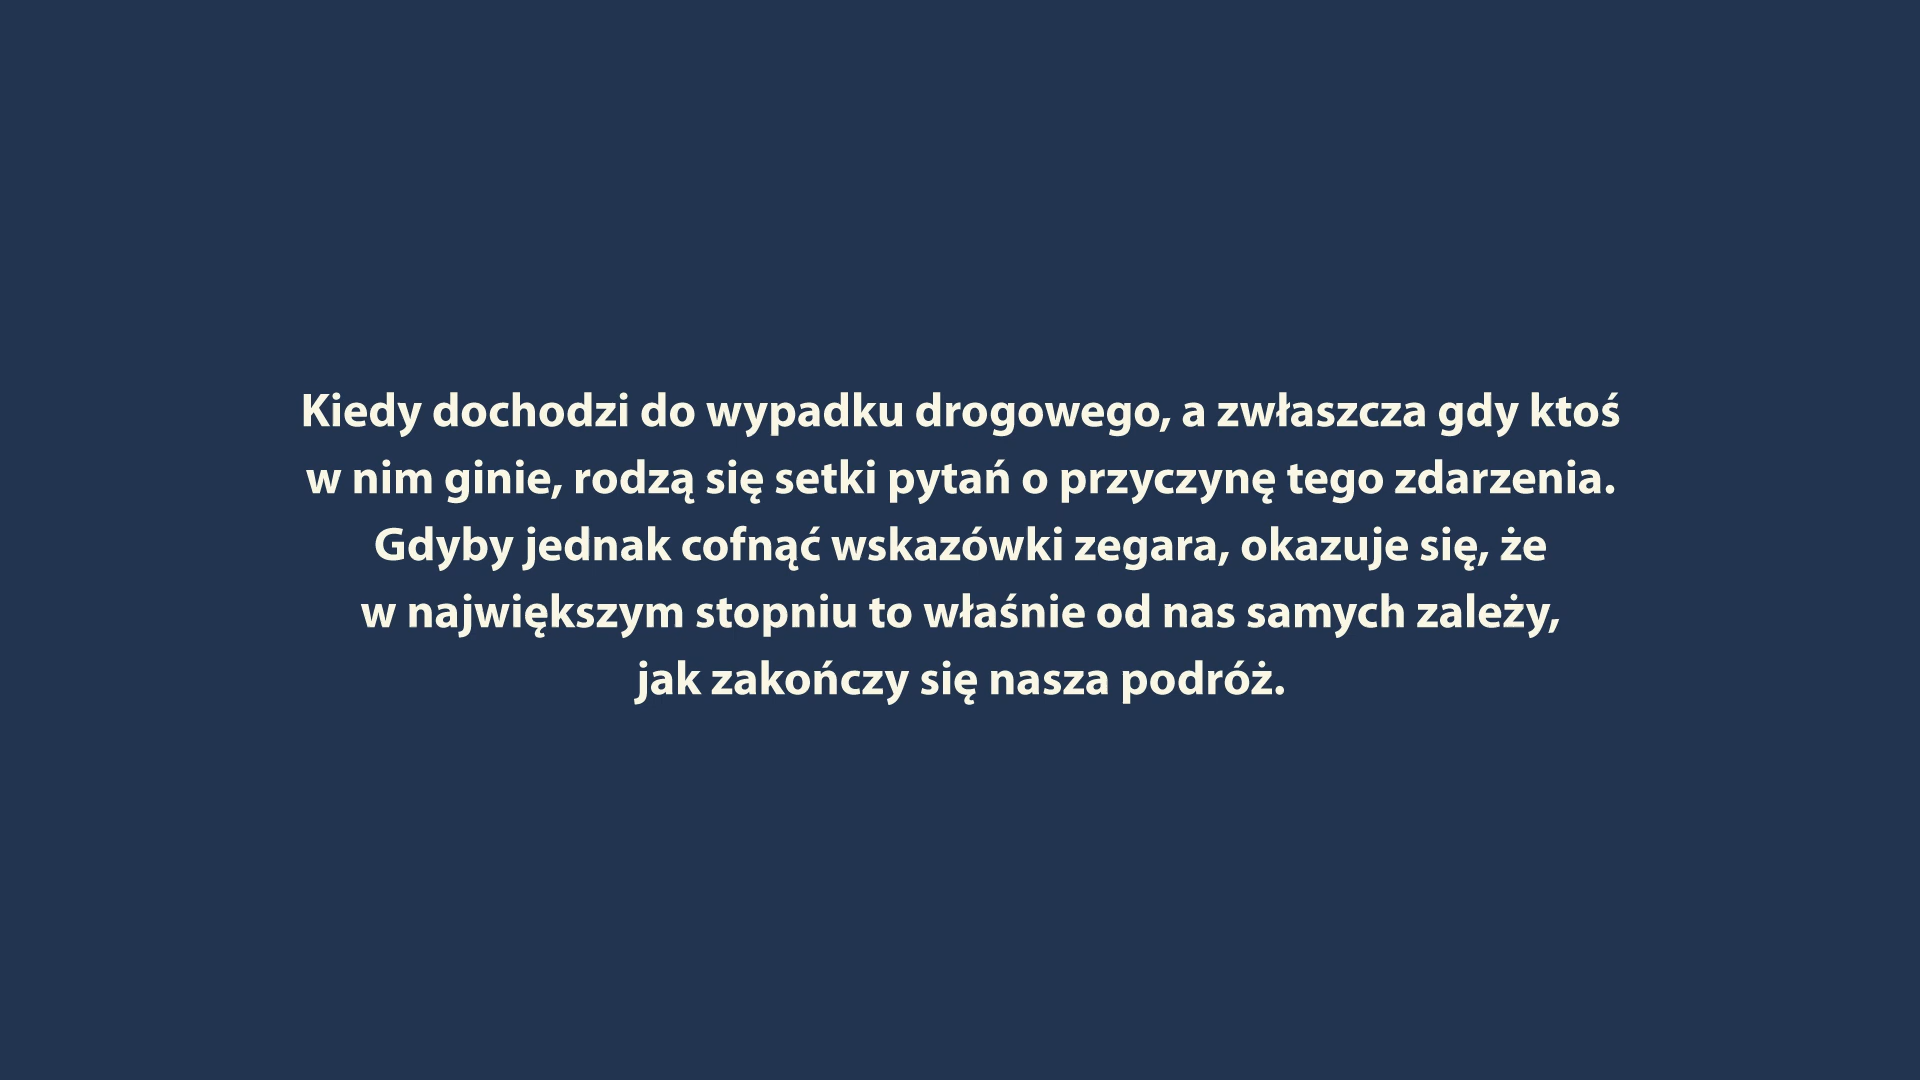 Kiedy dochodzi do wypadku drogowego, a zwłaszcza gdy ktoś
w nim ginie, rodzą się setki pytań o przyczynę tego zdarzenia.
Gdyby jednak cofnąć wskazówki zegara, okazuje się, że
w największym stopniu to właśnie od nas samych zależy,
jak zakończy się nasza podróż.